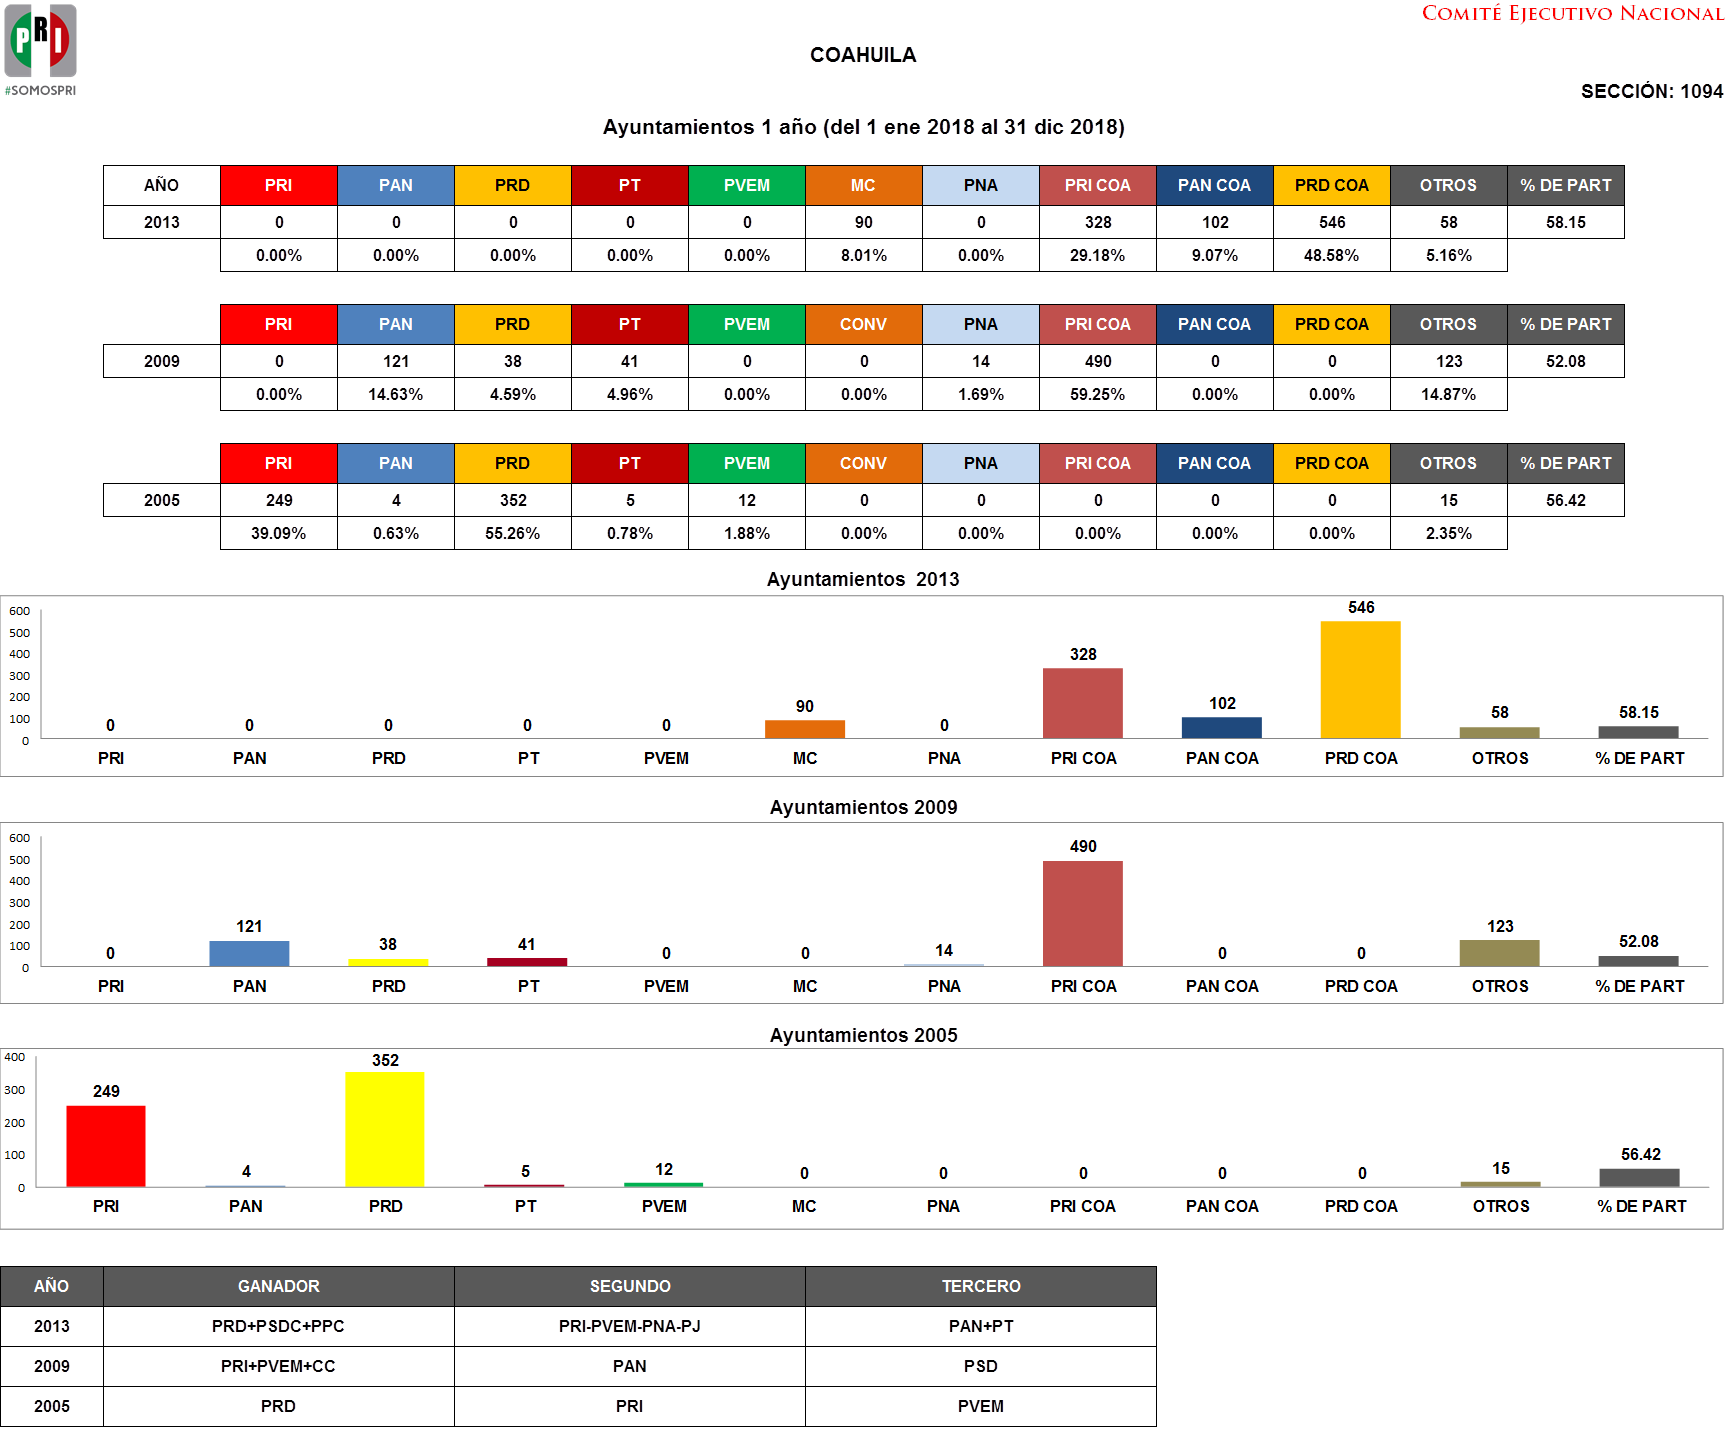 PRI
#SOMOSPRI
COMITÉ EJECUTIVO NACIONAL
COAHUILA
SECCIÓN: 1094
Ayuntamientos 1 año (del 1 ene 2018 al 31 dic 2018)
AÑO PRI PAN PRD PT PVEM MC PNA PRI COA PAN COA PRD COA OTROS % DE PART
2013 0 0 0 0 0 90 0 328 102 546 58 58.15
0.00% 0.00% 0.00% 0.00% 0.00% 8.01% 0.00% 29.18% 9.07% 48.58% 5.16%
PRI PAN PRD PT PVEM CONV PNA PRI COA PAN COA PRD COA OTROS % DE PART
2009 0 121 38 41 0 0 14 490 0 0 123 52.08
0.00% 14.63% 4.59% 4.96% 0.00% 0.00% 1.69% 59.25% 0.00% 0.00% 14.87%
PRI PAN PRD PT PVEM CONV PNA PRI COA PAN COA PRD COA OTROS % DE PART
2005 249 4 352 5 12 0 0 0 0 0 15 56.42
39.09% 0.63% 55.26% 0.78% 1.88% 0.00% 0.00% 0.00% 0.00% 0.00% 2.35%
Ayuntamientos 2013
600
500
400
300
200
100
0
0 0 0 0 0 90 0 328 102 546 58 58.15
PRI PAN PRD PT PVEM MC PNA PRI COA PAN COA PRD COA OTROS % DE PART
Ayuntamientos 2009
600
500
400
300
200
100
0
0 121 38 41 0 0 14 490 0 0 123 52.08
PRI PAN PRD PT PVEM MC PNA PRI COA PAN COA PRD COA OTROS % DE PART
Ayuntamientos 2005
400
300
200
100
0
249 4 352 5 12 0 0 0 0 0 15 56.42
PRI PAN PRD PT PVEM MC PNA PRI COA PAN COA PRD COA OTROS % DE PART
AÑO GANADOR SEGUNDO TERCERO
2013 PRD+PSDC+PPC PRI-PVEM-PNA-PJ PAN+PT
2009 PRI+PVEM+CC PAN PSD
2005 PRD PRI PVEM